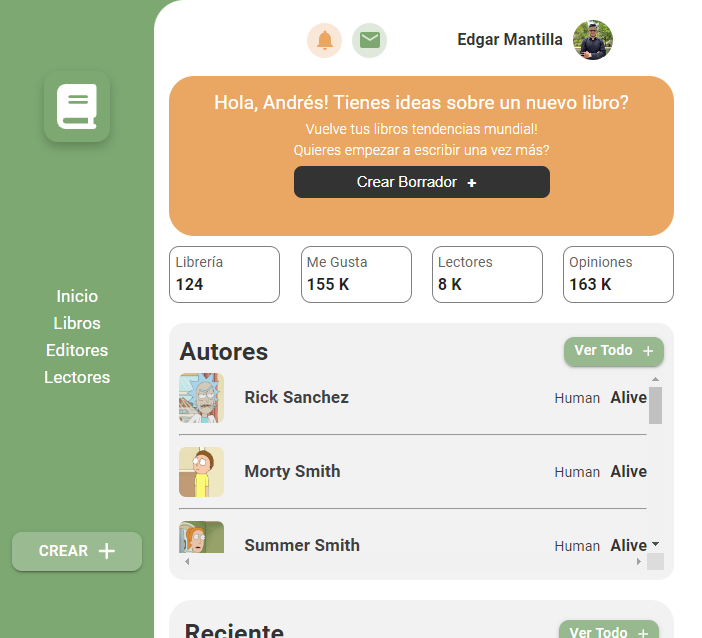 Edgar Mantilla
Hola, Andrés! Tienes ideas sobre un nuevo libro?
Vuelve tus libros tendencias mundial!
Quieres empezar a escribir una vez más?
Crear Borrador +
Librería
124
Me Gusta
155 K
Lectores
8 K
Opiniones
163 K
Inicio
Libros
Editores
Lectores
CREAR +
Autores
Ver Todo +
Rick Sanchez Human Alive
Morty Smith Human Alive
Summer Smith Human Alive
Reciente
Ver Todo +